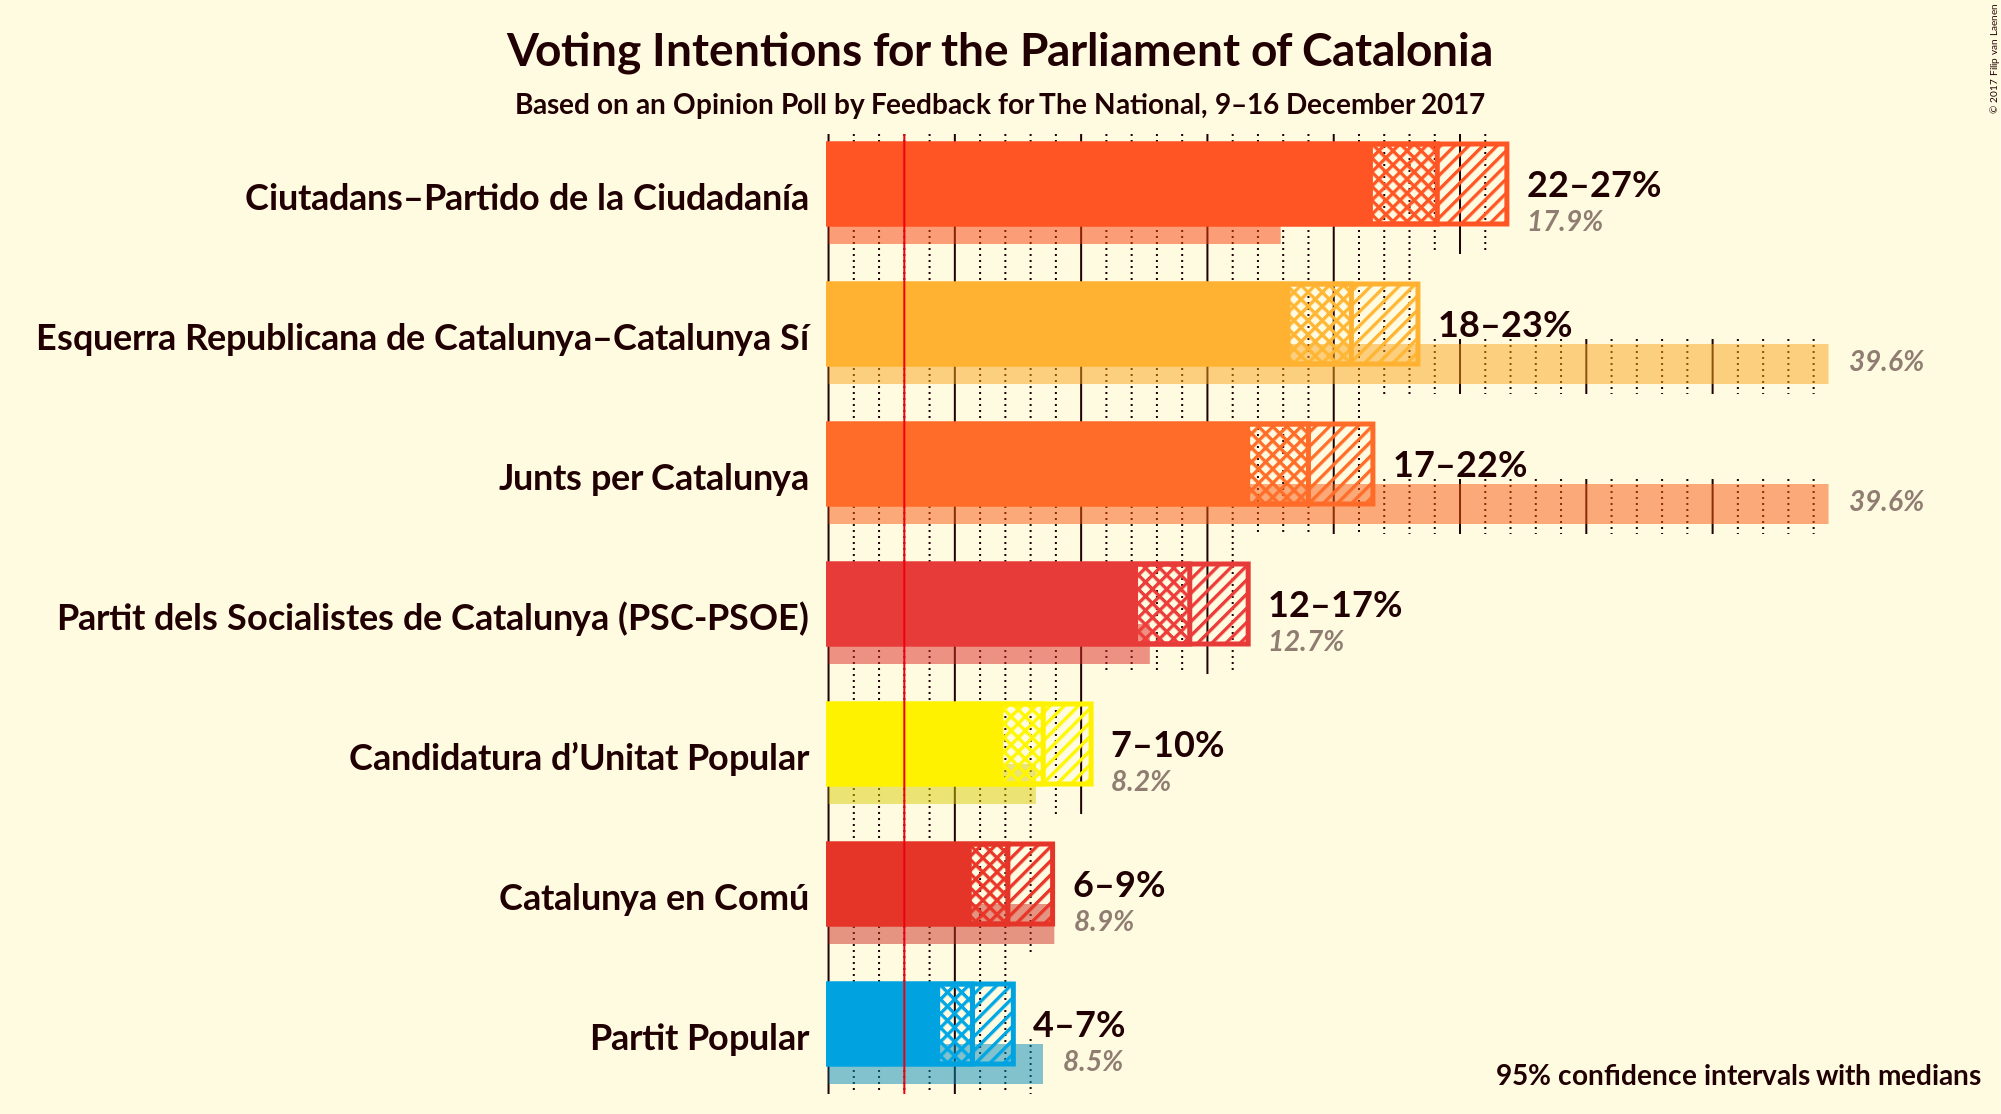 Voting Intentions for the Parliament of Catalonia
Based on an Opinion Poll by Feedback for The National, 9–16 December 2017
© 2017 Filip van Laenen
Ciutadans–Partido de la Ciudadanía
22–27%
17.9%
Esquerra Republicana de Catalunya–Catalunya Sí
18–23%
39.6%
Junts per Catalunya
17–22%
39.6%
Partit dels Socialistes de Catalunya (PSC-PSOE)
12–17%
12.7%
Candidatura d’Unitat Popular
7–10%
8.2%
Catalunya en Comú
6–9%
8.9%
Partit Popular
4–7%
8.5%
95% confidence intervals with medians